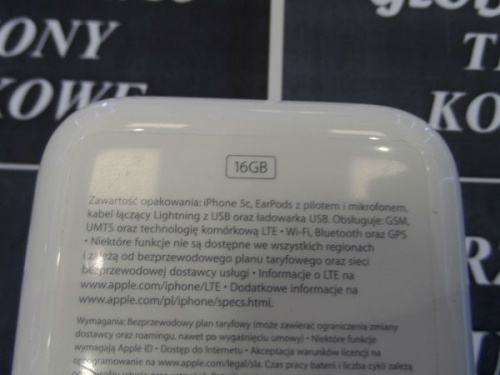 GLOB
ONY
KOWE
T
KO
R
16GB
Zawartość opakowania: iPhone 5c, EarPods z pilotem i mikrofonem,
kabel łączący Lightning z USB oraz ładowarka USB. Obsługuje: GSM,
UMTS oraz technologię komórkową LTE • Wi-Fi, Bluetooth oraz GPS
• Niektóre funkcje nie są dostępne we wszystkich regionach
i zależą od bezprzewodowego planu taryfowego oraz sieci
bezprzewodowej dostawcy usługi • Informacje o LTE na
www.apple.com/iphone/LTE • Dodatkowe informacje na
www.apple.com/pl/iphone/specs.html.
Wymagania: Bezprzewodowy plan taryfowy (może zawierać ograniczenia zmiany
dostawcy oraz roamingu, nawet po wygaśnięciu umowy) • Niektóre funkcje
wymagają Apple ID • Dostęp do Internetu • Akceptacja warunków licencji na
oprogramowanie na www.apple.com/legal/sla. Czas pracy baterii i liczba cykli zależą